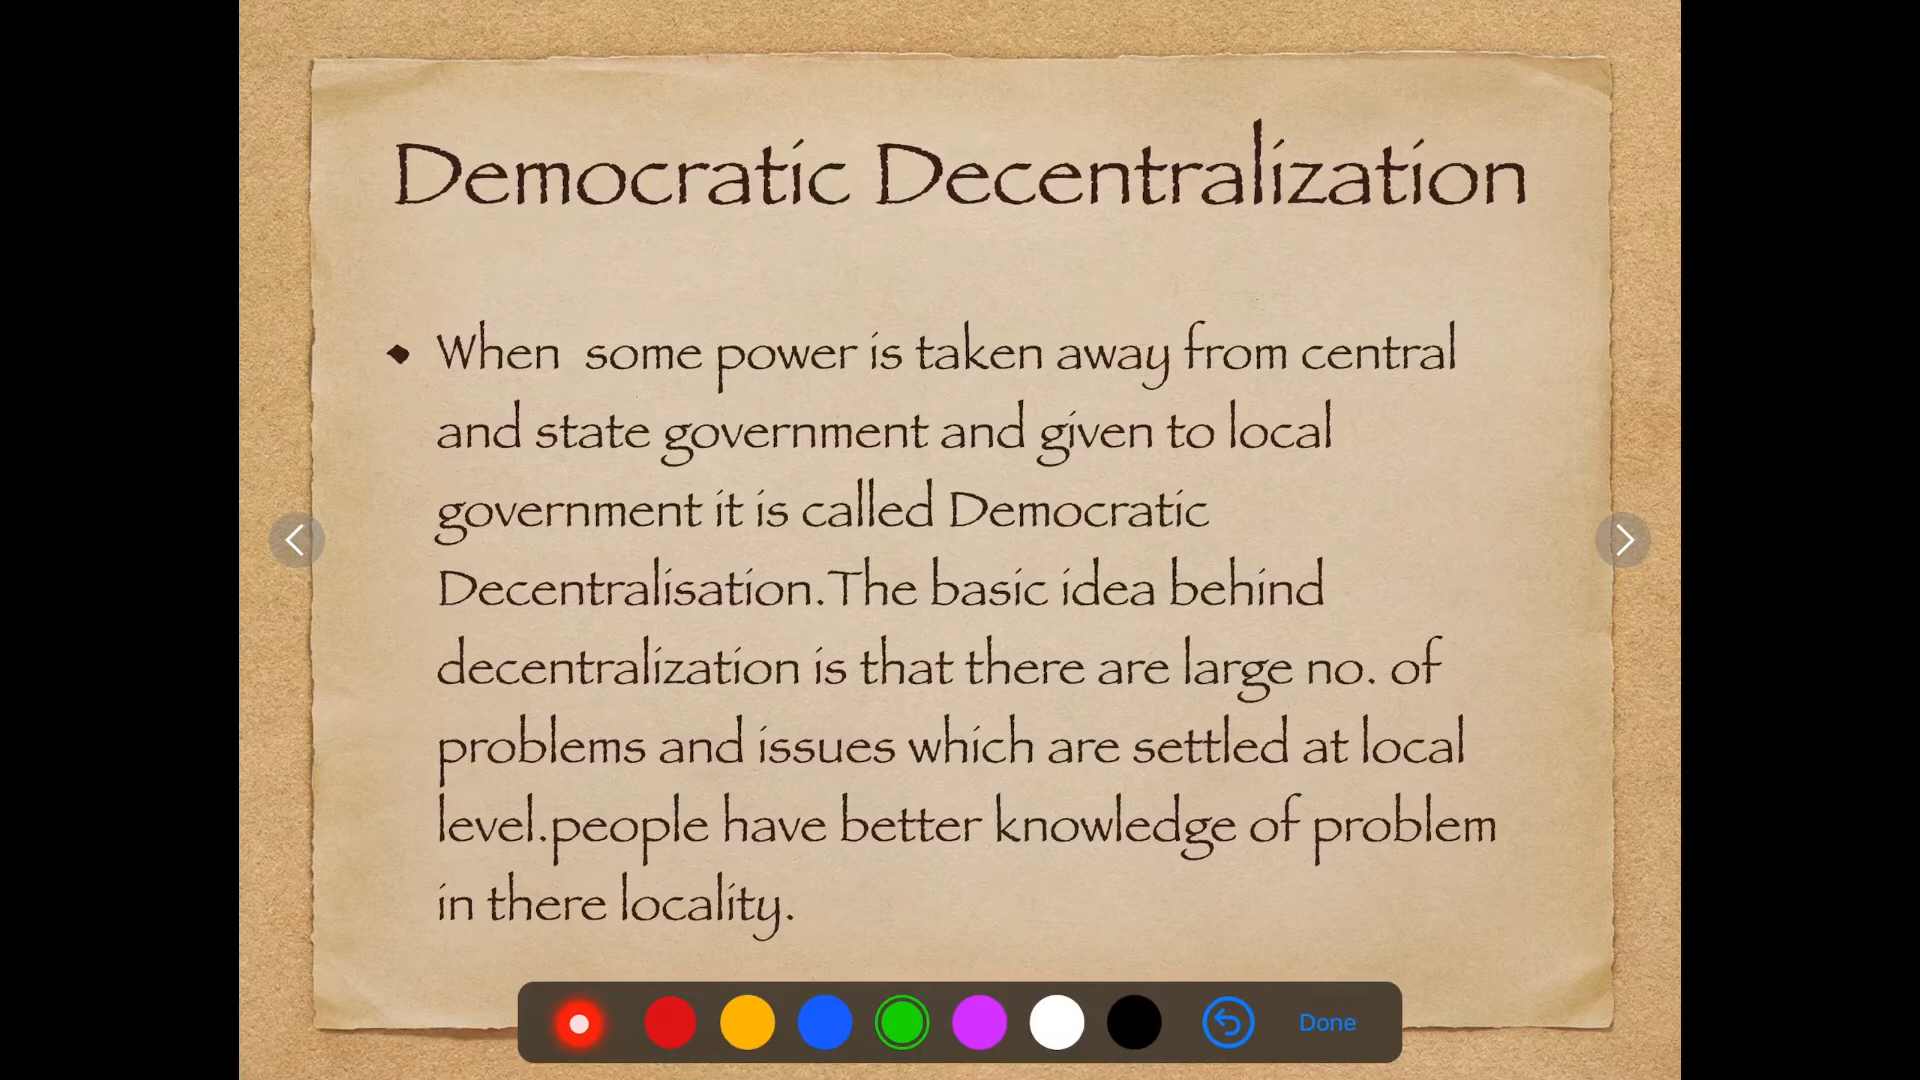 Democratic Decentralization
When some power is taken away from central
and state government and given to local
government it is called Democratic
Decentralisation.The basic idea behind
decentralization is that there are large no. of
problems and issues which are settled at local
level.people have better knowledge of problem
in there locality.
Done